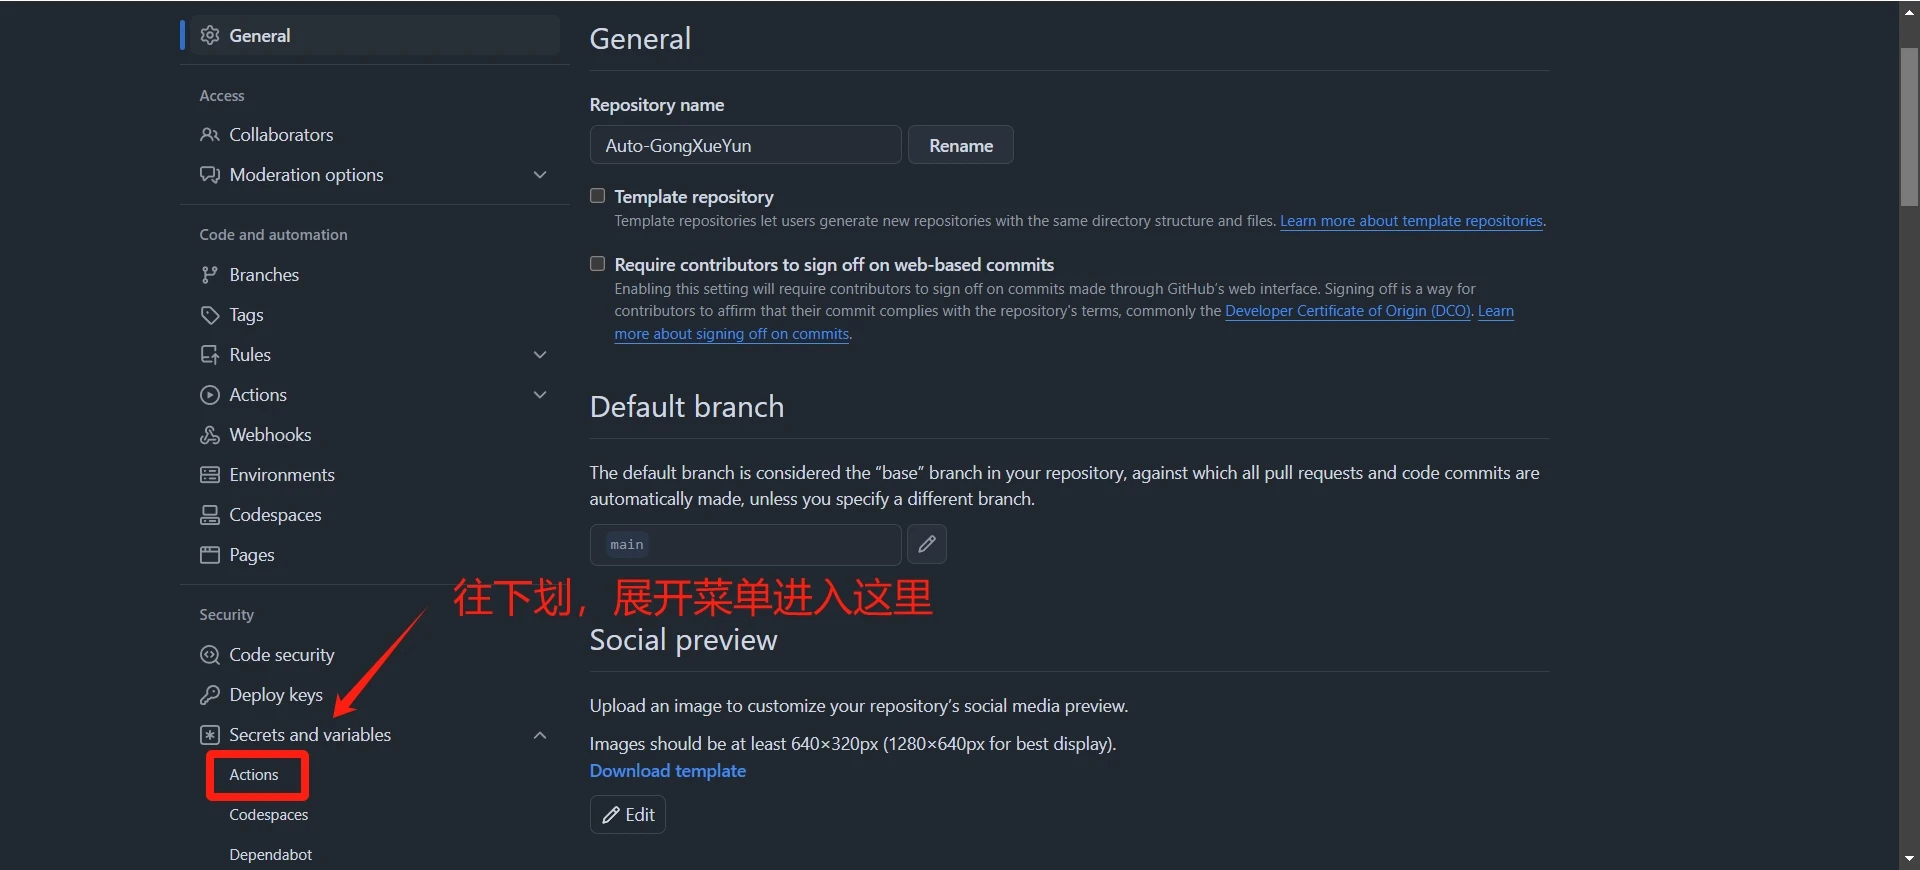 General
Access
Collaborators
Moderation options
Code and automation
Branches
Tags
Rules
Actions
Webhooks
Environments
Codespaces
Pages
Security
Code security
Deploy keys
Secrets and variables
Actions
Codespaces
Dependabot
General
Repository name
Auto-GongXueYun
Rename
Template repository
Template repositories let users generate new repositories with the same directory structure and files. Learn more about template repositories.
Require contributors to sign off on web-based commits
Enabling this setting will require contributors to sign off on commits made through GitHub's web interface. Signing off is a way for
contributors to affirm that their commit complies with the repository's terms, commonly the Developer Certificate of Origin (DCO). Learn
more about signing off on commits.
Default branch
The default branch is considered the “base” branch in your repository, against which all pull requests and code commits are
automatically made, unless you specify a different branch.
main
往下划，展开菜单进入这里
Social preview
Upload an image to customize your repository's social media preview.
Images should be at least 640×320px (1280×640px for best display).
Download template
Edit